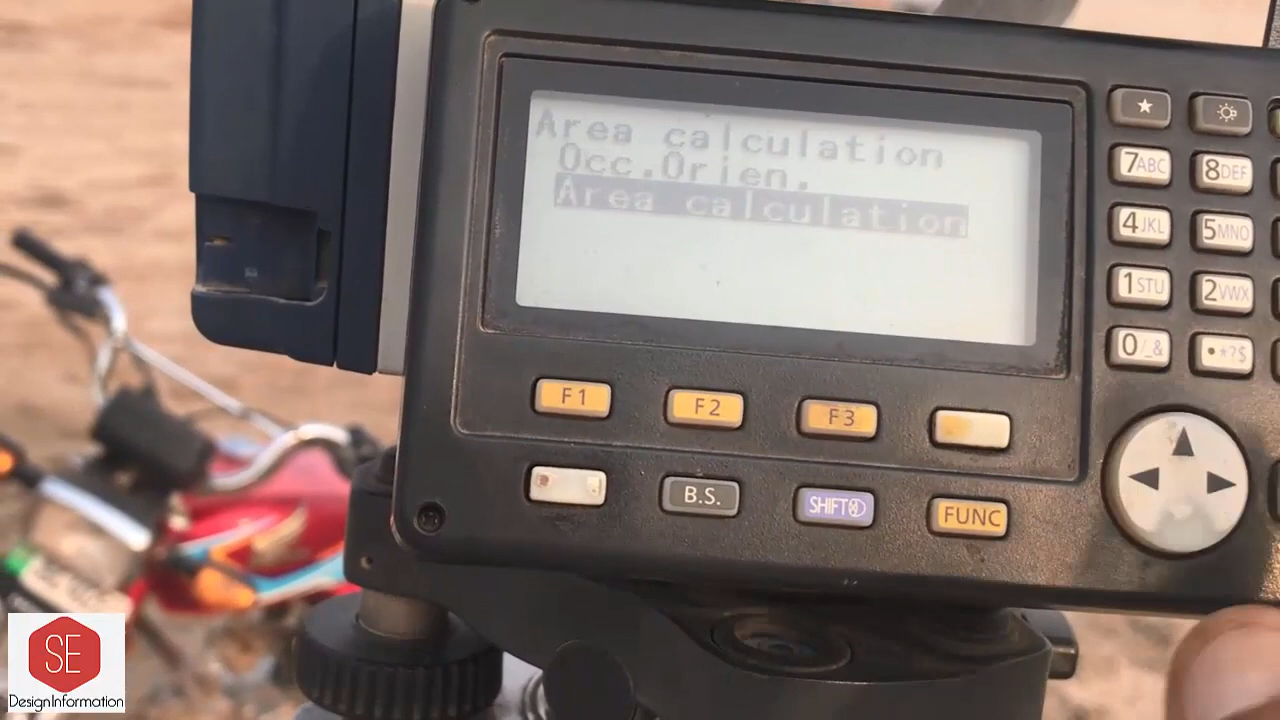 Area calculation
Occ.Orien.
Area calculation
★
7ABC 8DEF
4JKL 5MNO
1STU 2VWX
0/_& •*?$
F1 F2 F3
B.S. SHIFT FUNC
SE
DesignInformation